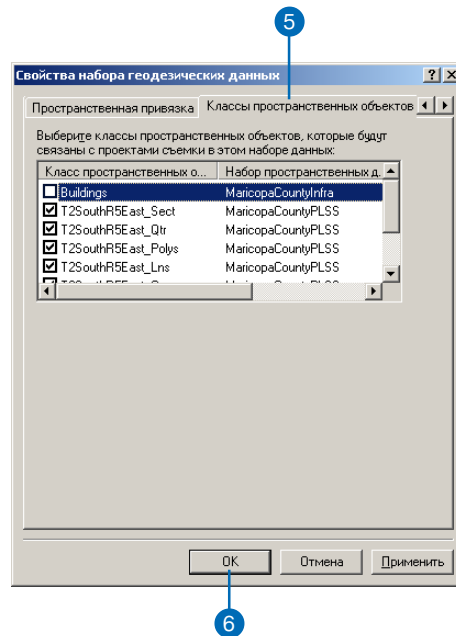 5
Свойства набора геодезических данных
Пространственная привязка Классы пространственных объектов
Выберите классы пространственных объектов, которые будут
связаны с проектами съемки в этом наборе данных:
Класс пространственных о... Набор пространственных д.
Buildings MaricopaCountyInfra
T2SouthR5East_Sect MaricopaCountyPLSS
T2SouthR5East_Qtr MaricopaCountyPLSS
T2SouthR5East_Polys MaricopaCountyPLSS
T2SouthR5East_Lns MaricopaCountyPLSS
OK Отмена Применить
6